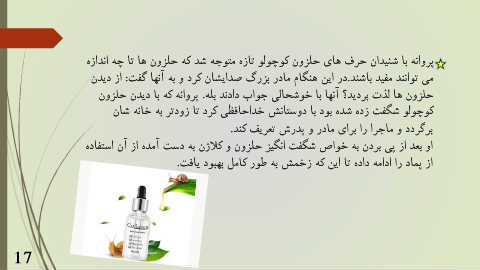 پروانه با شنیدن حرف های حلزون کوچولو تازه متوجه شد که حلزون ها تا چه اندازه
می توانند مفید باشند.در این هنگام مادر بزرگ صدایشان کرد و به آنها گفت: از دیدن
حلزون ها لذت بردید؟ آنها با خوشحالی جواب دادند بله. پروانه که با دیدن حلزون
کوچولو شگفت زده شده بود با دوستانش خداحافظی کرد تا زودتر به خانه شان
برگردد و ماجرا را برای مادر و پدرش تعریف کند.
او بعد از پی بردن به خواص شگفت انگیز حلزون و کلاژن به دست آمده از آن استفاده
از پماد را ادامه داده تا این که زخمش به طور کامل بهبود یافت.
Collagen
17